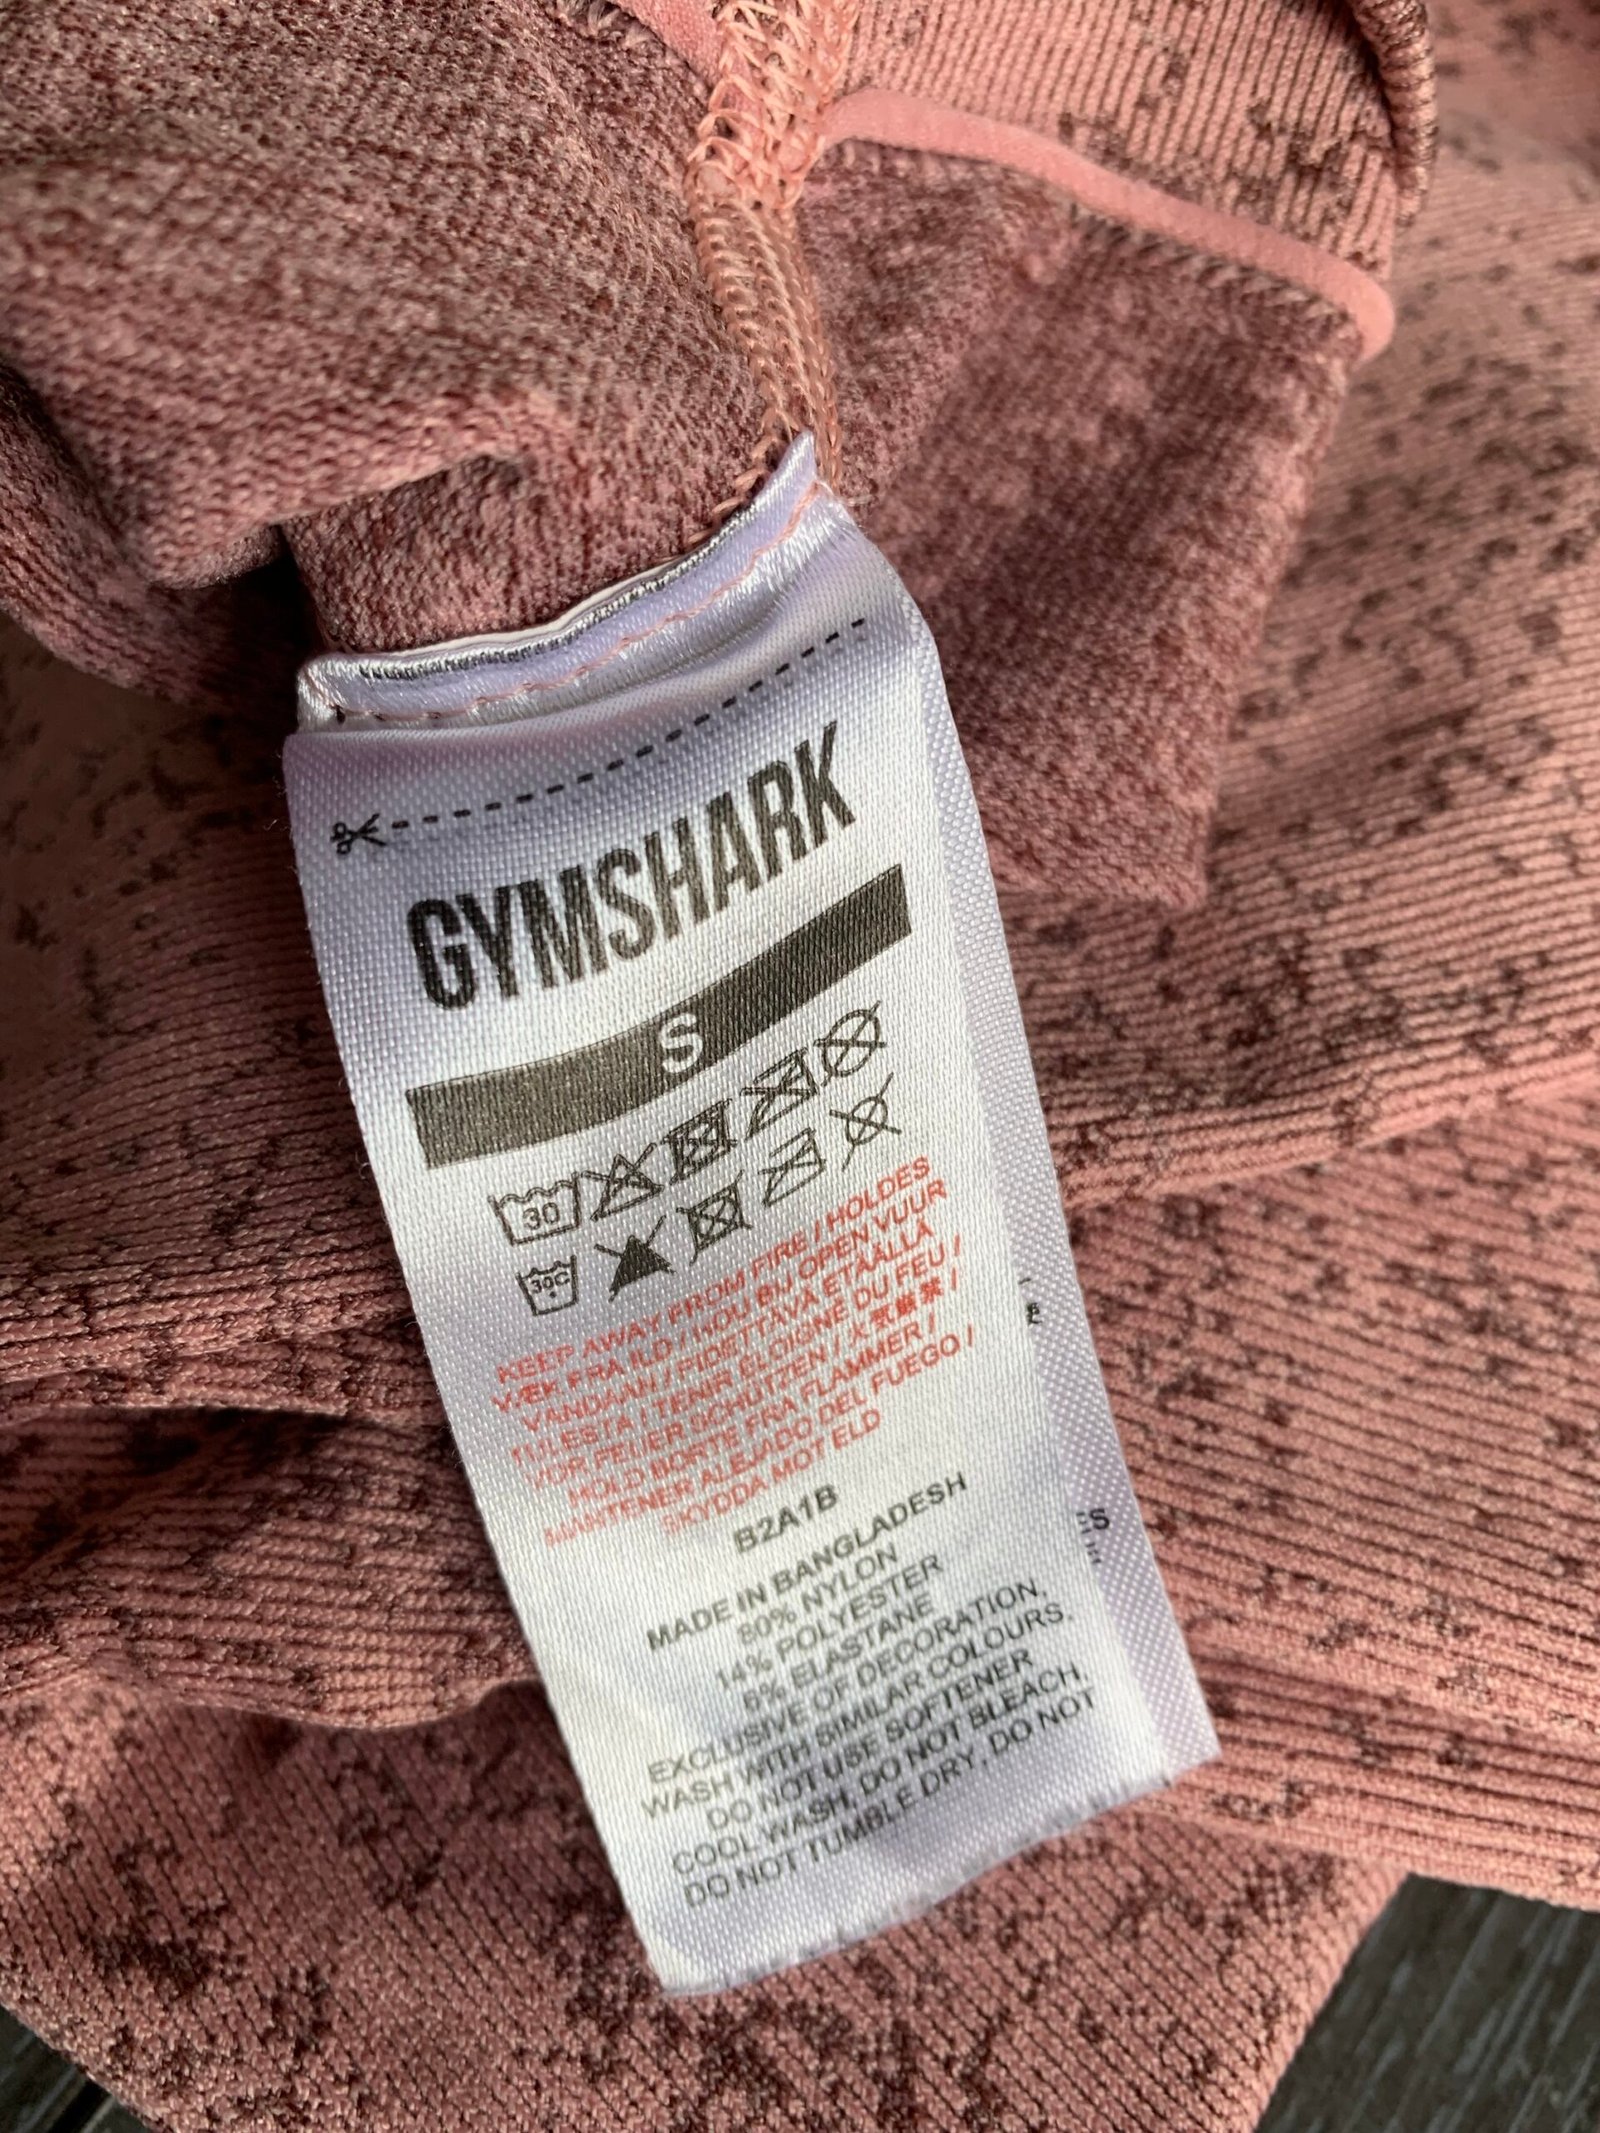 GYMSHARK
S
30
30C
KEEP AWAY FROM FIRE / HOLDES
VÆK FRA ILD / HOU BIJ OPEN VUUR
VANDAAN / PIDETTÄVÄ ETÄÄLLÄ
TULESTA / TENIR ÉLOIGNÉ DU FEU /
VOR FEUER SCHÜTZEN / 火気厳禁 /
HOLD BORTE FRA FLAMMER /
MANTENER ALEJADO DEL FUEGO /
SKYDDA MOT ELD
B2A1B
MADE IN BANGLADESH
80% NYLON
14% POLYESTER
6% ELASTANE
EXCLUSIVE OF DECORATION.
WASH WITH SIMILAR COLOURS.
DO NOT USE SOFTENER
COOL WASH, DO NOT BLEACH,
DO NOT TUMBLE DRY, DO NOT